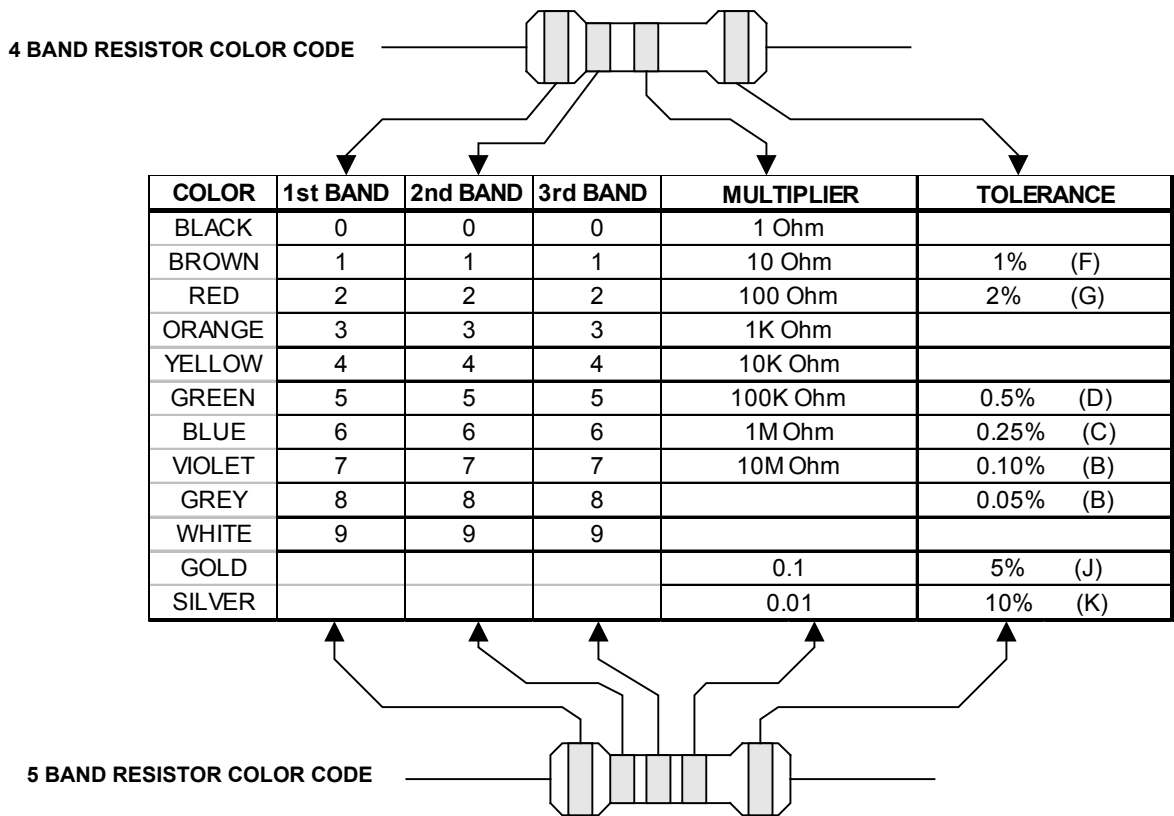 4 BAND RESISTOR COLOR CODE
COLOR 1st BAND 2nd BAND 3rd BAND MULTIPLIER TOLERANCE
BLACK 0 0 0 1 Ohm
BROWN 1 1 1 10 Ohm 1% (F)
RED 2 2 2 100 Ohm 2% (G)
ORANGE 3 3 3 1K Ohm
YELLOW 4 4 4 10K Ohm
GREEN 5 5 5 100K Ohm 0.5% (D)
BLUE 6 6 6 1M Ohm 0.25% (C)
VIOLET 7 7 7 10M Ohm 0.10% (B)
GREY 8 8 8 0.05% (B)
WHITE 9 9 9
GOLD 0.1 5% (J)
SILVER 0.01 10% (K)
5 BAND RESISTOR COLOR CODE